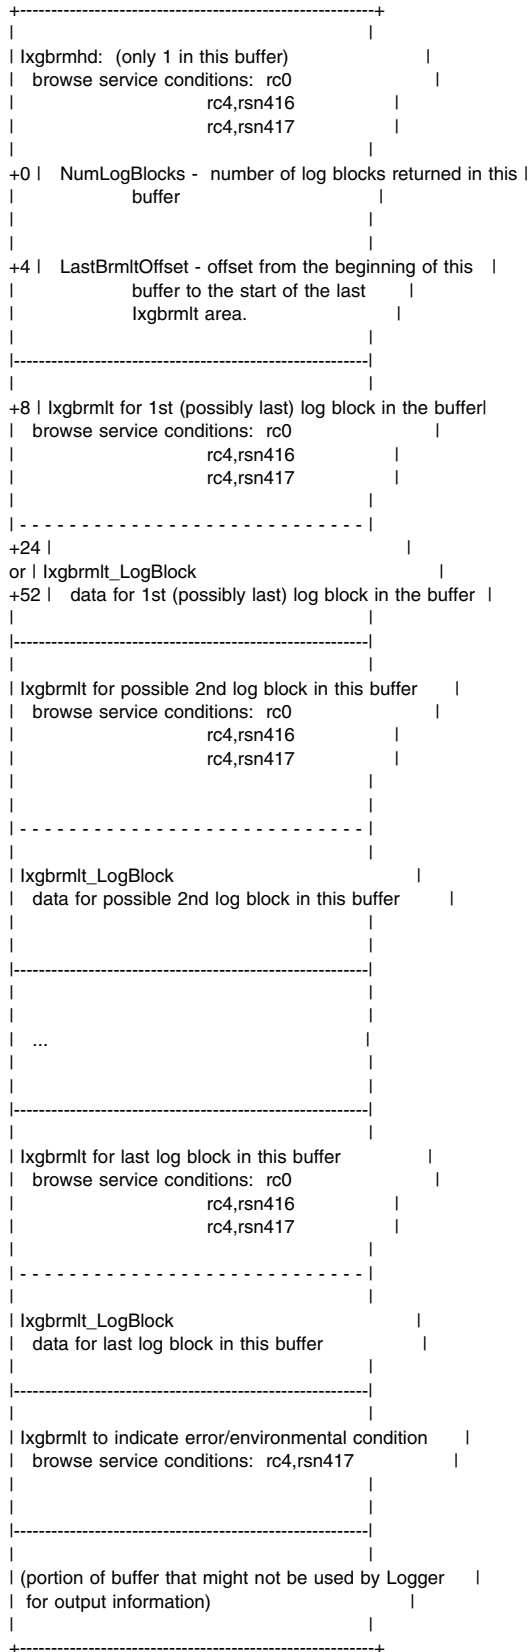 +---------------------------------------------------------+
| |
| Ixgbrmhd: (only 1 in this buffer) |
| browse service conditions: rc0 |
| rc4,rsn416 |
| rc4,rsn417 |
| |
+0 | NumLogBlocks - number of log blocks returned in this |
| buffer |
| |
| |
+4 | LastBrmltOffset - offset from the beginning of this |
| buffer to the start of the last |
| Ixgbrmlt area. |
| |
|---------------------------------------------------------|
| |
+8 | Ixgbrmlt for 1st (possibly last) log block in the buffer|
| browse service conditions: rc0 |
| rc4,rsn416 |
| rc4,rsn417 |
| |
| - - - - - - - - - - - - - - - - - - - - - - - - - - - - |
+24 | |
or | Ixgbrmlt_LogBlock |
+52 | data for 1st (possibly last) log block in the buffer |
| |
|---------------------------------------------------------|
| |
| Ixgbrmlt for possible 2nd log block in this buffer |
| browse service conditions: rc0 |
| rc4,rsn416 |
| rc4,rsn417 |
| |
| |
| - - - - - - - - - - - - - - - - - - - - - - - - - - - - |
| |
| Ixgbrmlt_LogBlock |
| data for possible 2nd log block in this buffer |
| |
| |
|---------------------------------------------------------|
| |
| |
| ... |
| |
| |
|---------------------------------------------------------|
| |
| Ixgbrmlt for last log block in this buffer |
| browse service conditions: rc0 |
| rc4,rsn416 |
| rc4,rsn417 |
| |
| - - - - - - - - - - - - - - - - - - - - - - - - - - - - |
| |
| Ixgbrmlt_LogBlock |
| data for last log block in this buffer |
| |
|---------------------------------------------------------|
| |
| Ixgbrmlt to indicate error/environmental condition |
| browse service conditions: rc4,rsn417 |
| |
| |
|---------------------------------------------------------|
| |
| (portion of buffer that might not be used by Logger |
| for output information) |
| |
+---------------------------------------------------------+